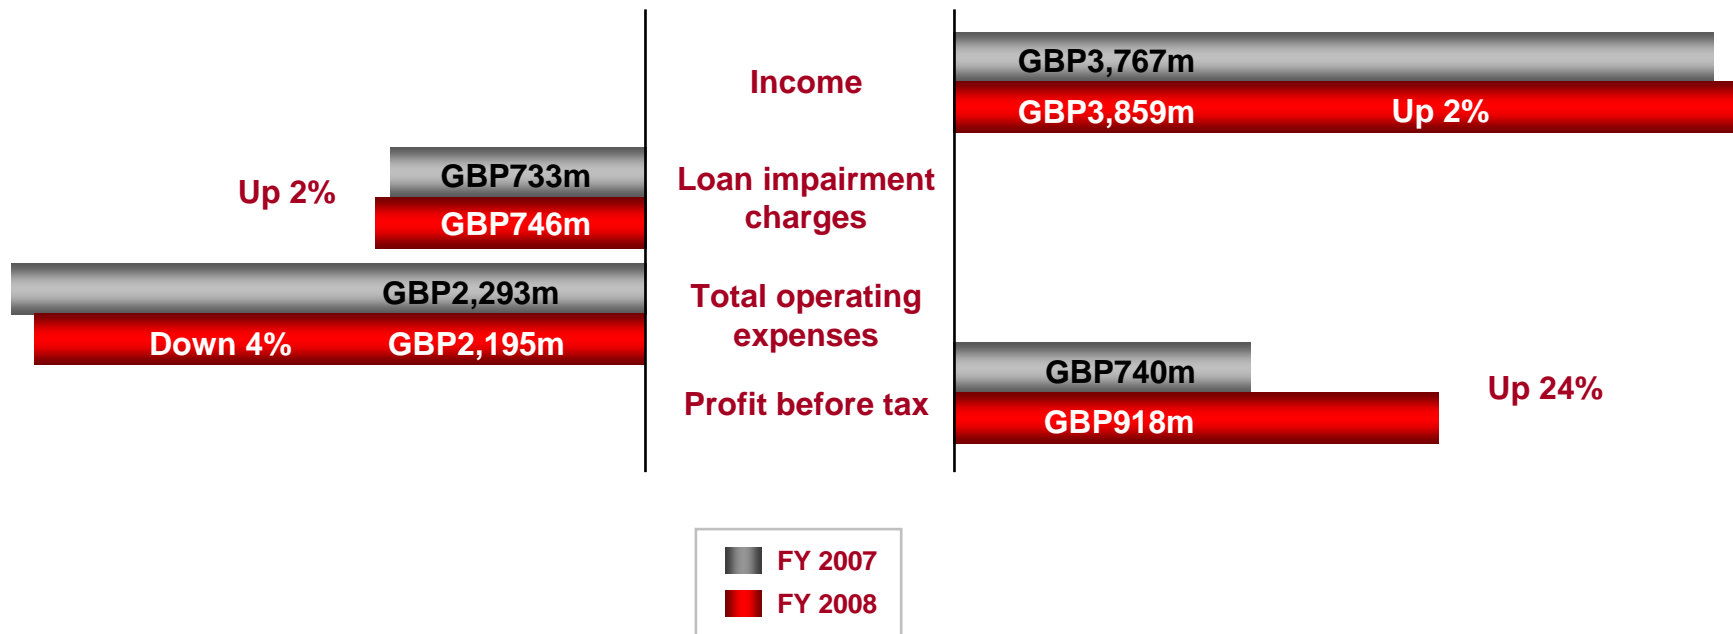 Income
GBP3,767m
GBP3,859m
Up 2%
Up 2%
GBP733m
GBP746m
Loan impairment
charges
GBP2,293m
Down 4%
GBP2,195m
Total operating
expenses
Profit before tax
GBP740m
GBP918m
Up 24%
FY 2007
FY 2008